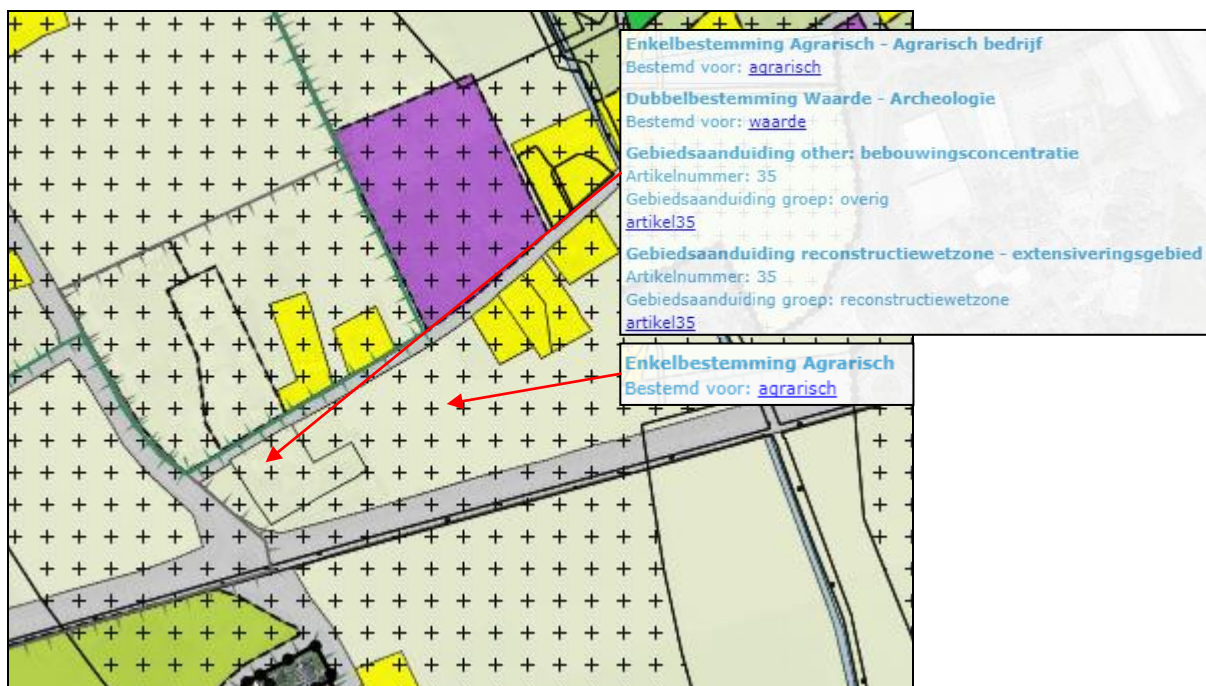 Enkelbestemming Agrarisch - Agrarisch bedrijf
Bestemd voor: agrarisch
Dubbelbestemming Waarde - Archeologie
Bestemd voor: waarde
Gebiedsaanduiding other: bebouwingsconcentratie
Artikelnummer: 35
Gebiedsaanduiding groep: overig
artikel35
Gebiedsaanduiding reconstructiewetzone - extensiveringsgebied
Artikelnummer: 35
Gebiedsaanduiding groep: reconstructiewetzone
artikel35
Enkelbestemming Agrarisch
Bestemd voor: agrarisch